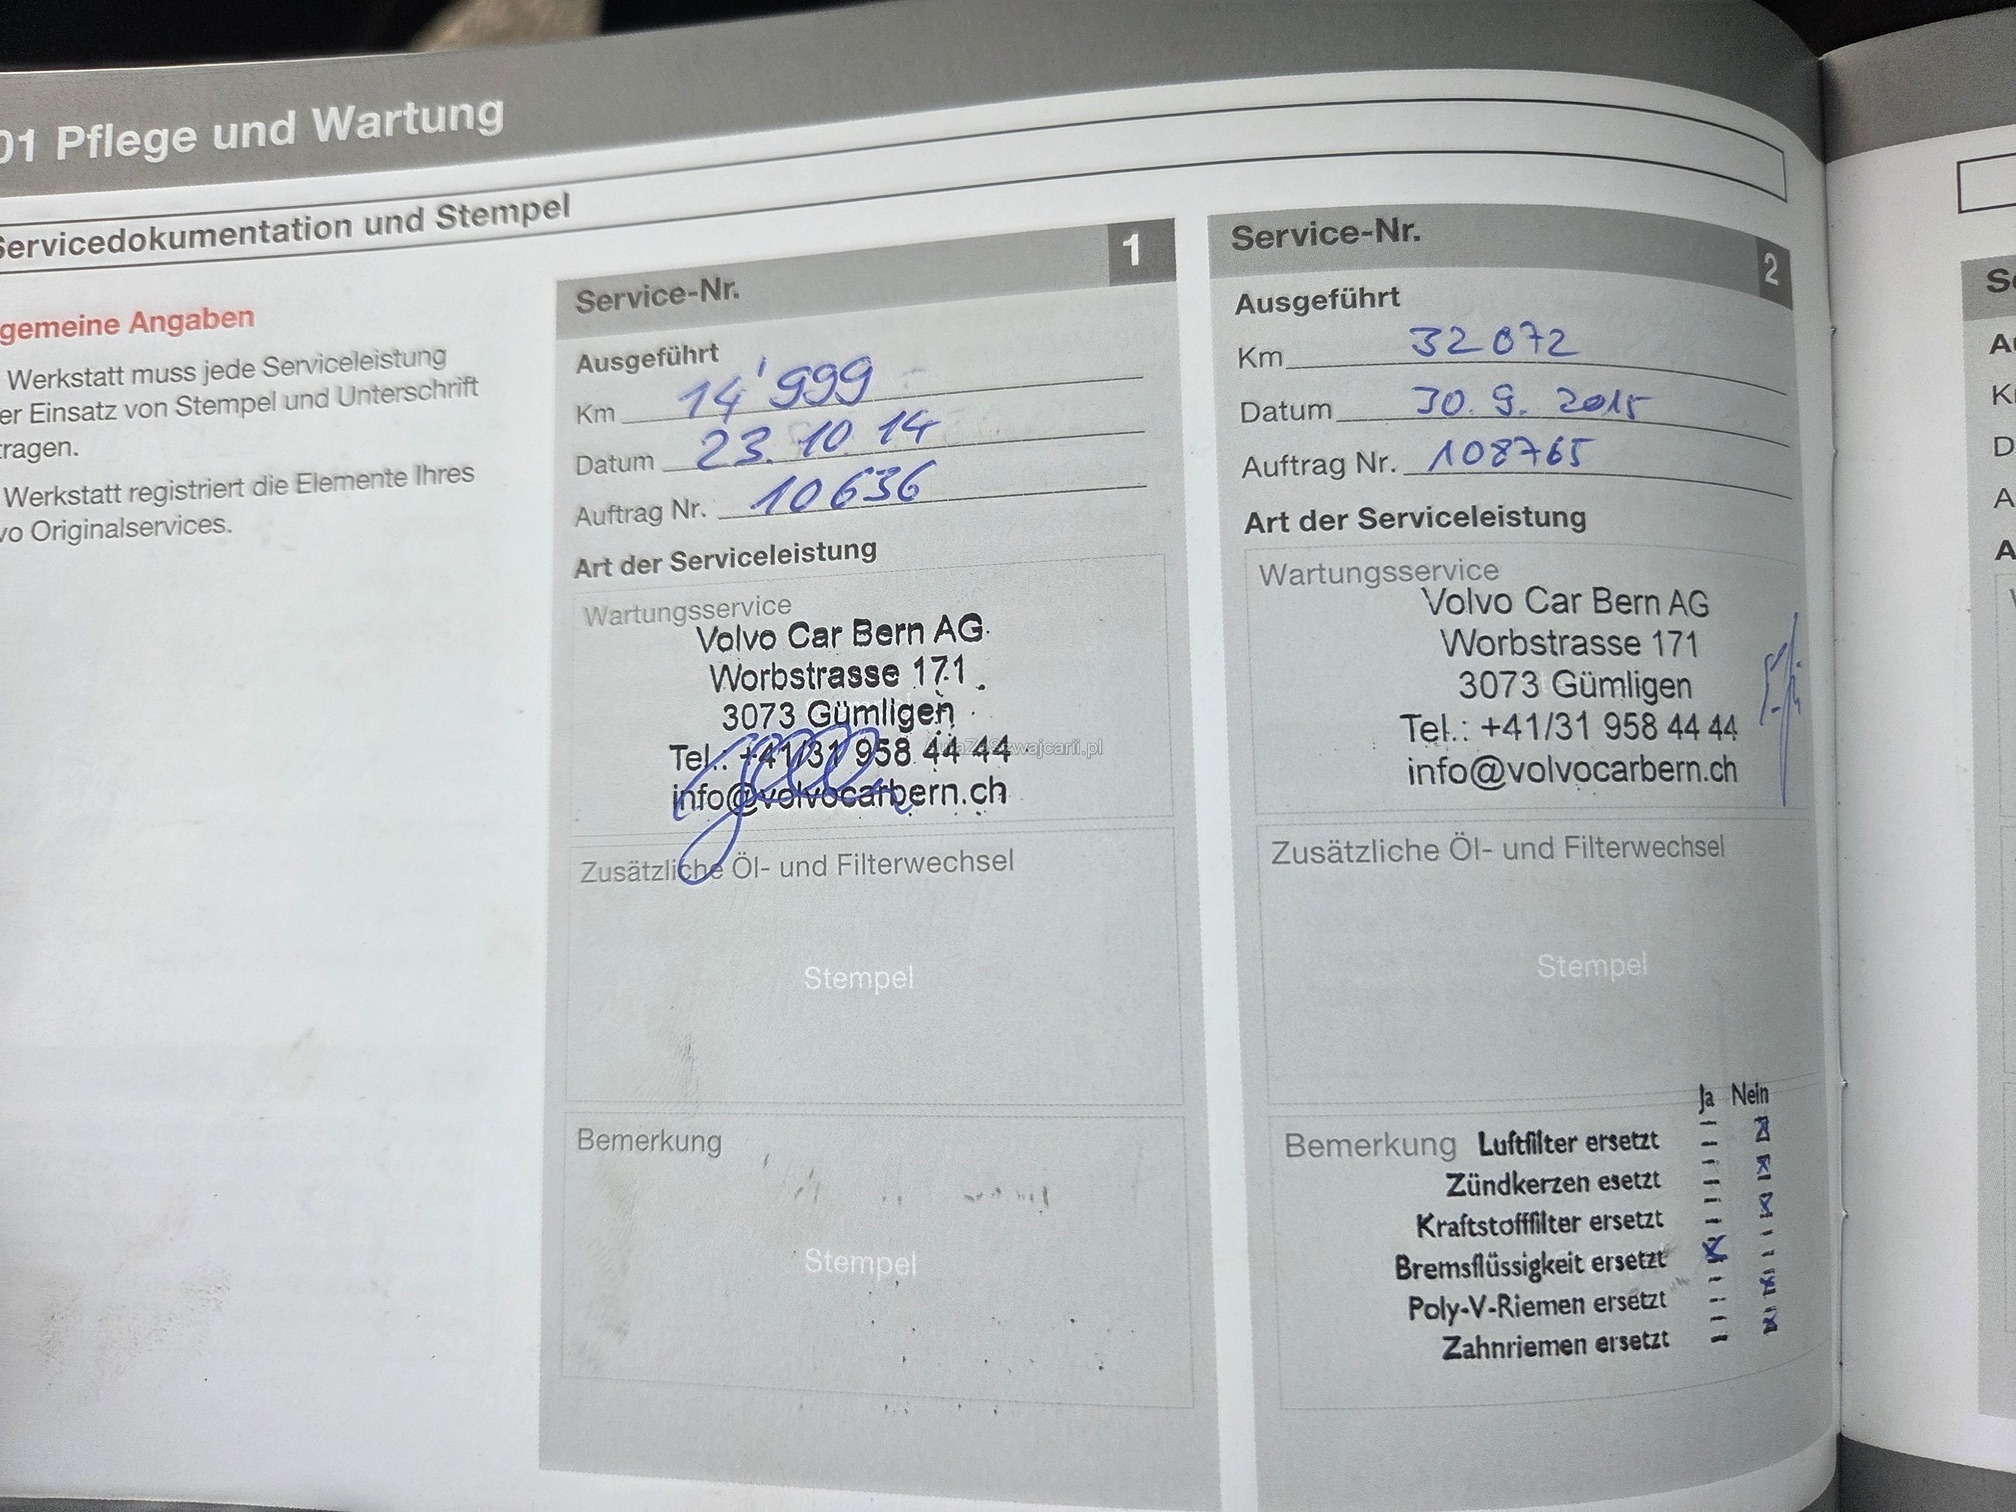 01 Pflege und Wartung
Servicedokumentation und Stempel
gemeine Angaben
Werkstatt muss jede Serviceleistung
er Einsatz von Stempel und Unterschrift
ragen.
Werkstatt registriert die Elemente Ihres
vo Originalservices.
Service-Nr. 1
Ausgeführt
Km 14'999
Datum 23.10.14
Auftrag Nr. 10636
Art der Serviceleistung
Wartungsservice
Volvo Car Bern AG
Worbstrasse 171
3073 Gümligen
Tel.: +41/31 958 44 44
info@volvocarbern.ch
Zusätzliche Öl- und Filterwechsel
Stempel
Bemerkung
Stempel
Service-Nr. 2
Ausgeführt
Km 32072
Datum 30.9.2015
Auftrag Nr. 108765
Art der Serviceleistung
Wartungsservice
Volvo Car Bern AG
Worbstrasse 171
3073 Gümligen
Tel.: +41/31 958 44 44
info@volvocarbern.ch
Zusätzliche Öl- und Filterwechsel
Stempel
Ja Nein
Bemerkung Luftfilter ersetzt
Zündkerzen esetzt
Kraftstofffilter ersetzt
Bremsflüssigkeit ersetzt
Poly-V-Riemen ersetzt
Zahnriemen ersetzt